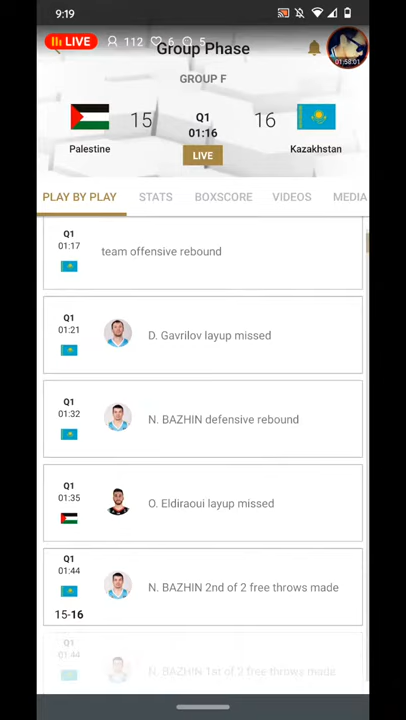 9:19
LIVE 112 6 5
Group Phase
01:58:01
GROUP F
15 Q1 16
01:16
Palestine Kazakhstan
LIVE
PLAY BY PLAY STATS BOXSCORE VIDEOS MEDIA
Q1
01:17
team offensive rebound
Q1
01:21
D. Gavrilov layup missed
Q1
01:32
N. BAZHIN defensive rebound
Q1
01:35
O. Eldiraoui layup missed
Q1
01:44
N. BAZHIN 2nd of 2 free throws made
15-16
Q1
01:44
N. BAZHIN 1st of 2 free throws made